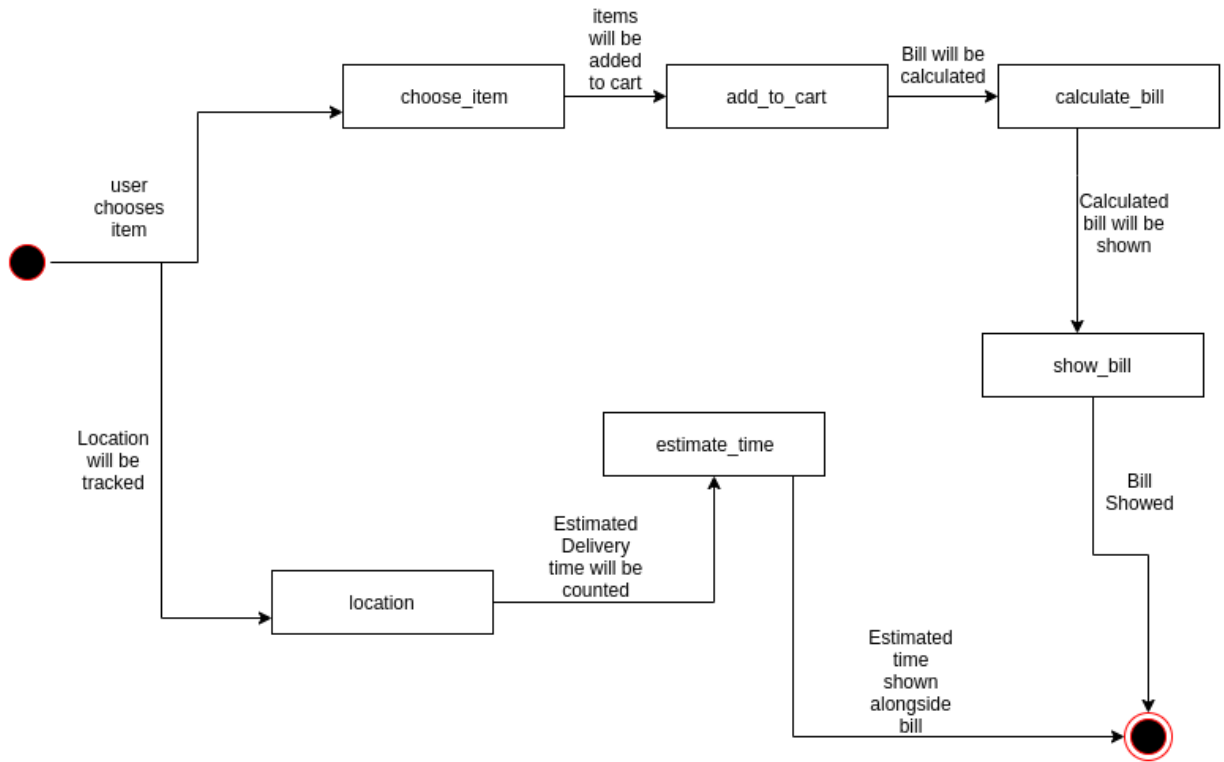 items
will be
added
to cart
choose_item
add_to_cart
Bill will be
calculated
calculate_bill
user
chooses
item
Calculated
bill will be
shown
show_bill
Location
will be
tracked
estimate_time
Bill
Showed
Estimated
Delivery
time will be
counted
location
Estimated
time
shown
alongside
bill